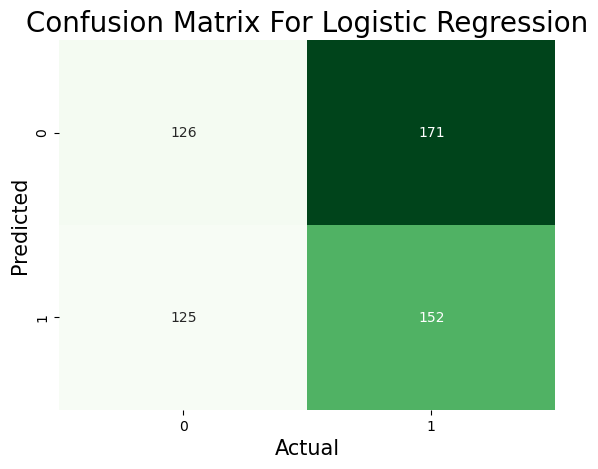 Confusion Matrix For Logistic Regression
Predicted
0
126
171
1
125
152
0
1
Actual